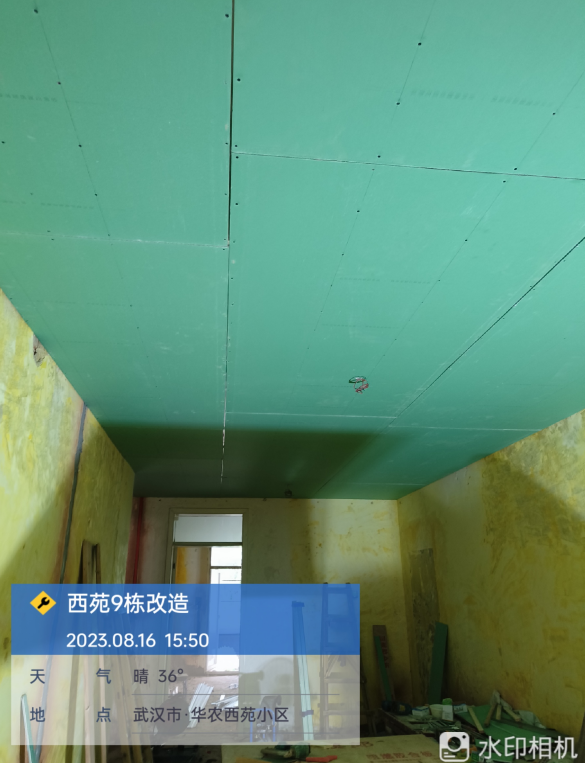 西苑9栋改造
2023.08.16 15:50
天 气 晴 36°
地 点 武汉市·华农西苑小区
水印相机